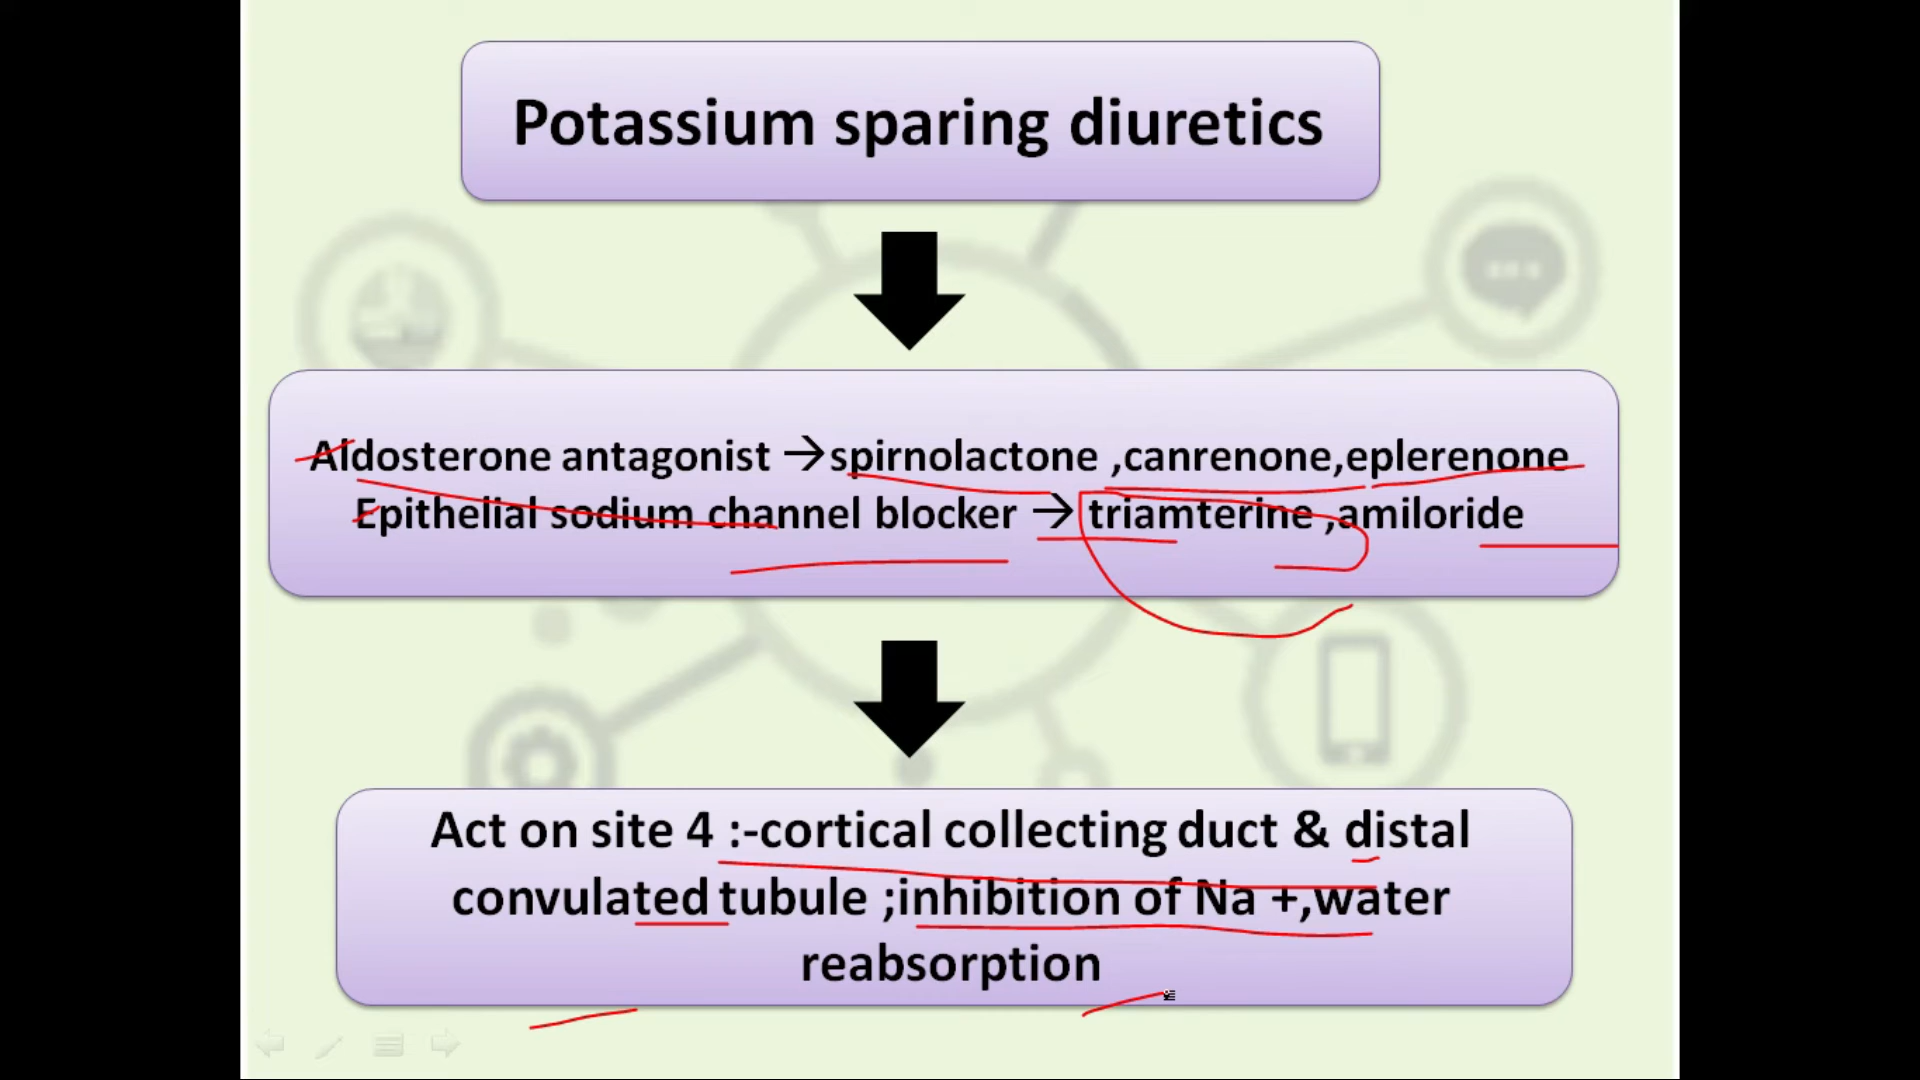 Potassium sparing diuretics
Aldosterone antagonist →spirnolactone ,canrenone,eplerenone
Epithelial sodium channel blocker → triamterine ,amiloride
Act on site 4 :-cortical collecting duct & distal
convulated tubule ;inhibition of Na +,water
reabsorption